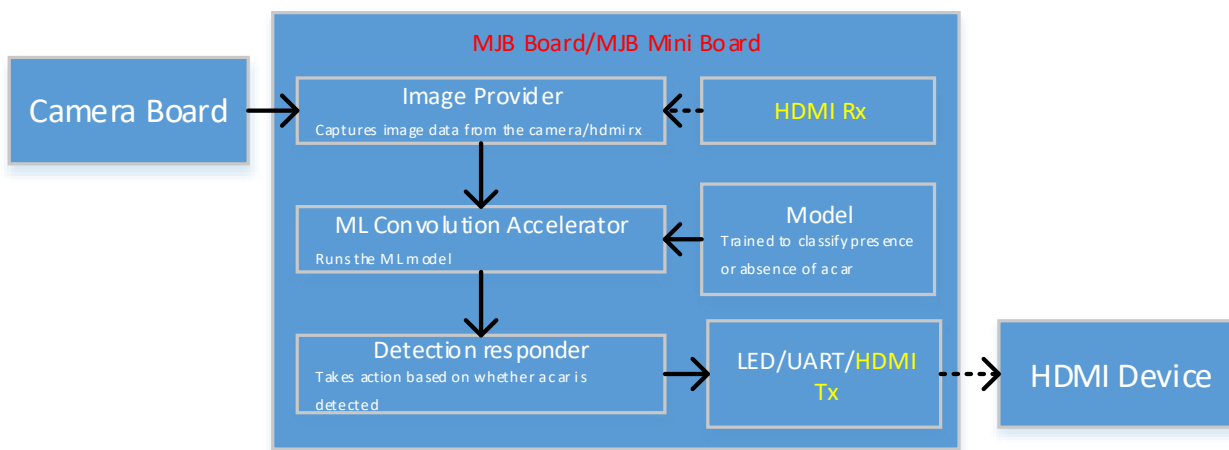 MJB Board/MJB Mini Board
Camera Board
Image Provider
Captures image data from the camera/hdmi rx
HDMI Rx
ML Convolution Accelerator
Runs the ML model
Model
Trained to classify presence
or absence of a car
Detection responder
Takes action based on whether a car is
detected
LED/UART/HDMI
Tx
HDMI Device